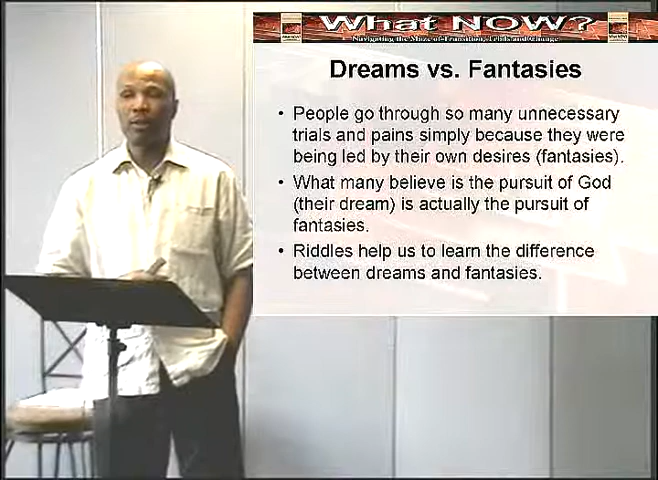 What NOW?
Navigating the Maze of Transition, Trials and Change
Dreams vs. Fantasies
• People go through so many unnecessary
trials and pains simply because they were
being led by their own desires (fantasies).
• What many believe is the pursuit of God
(their dream) is actually the pursuit of
fantasies.
• Riddles help us to learn the difference
between dreams and fantasies.